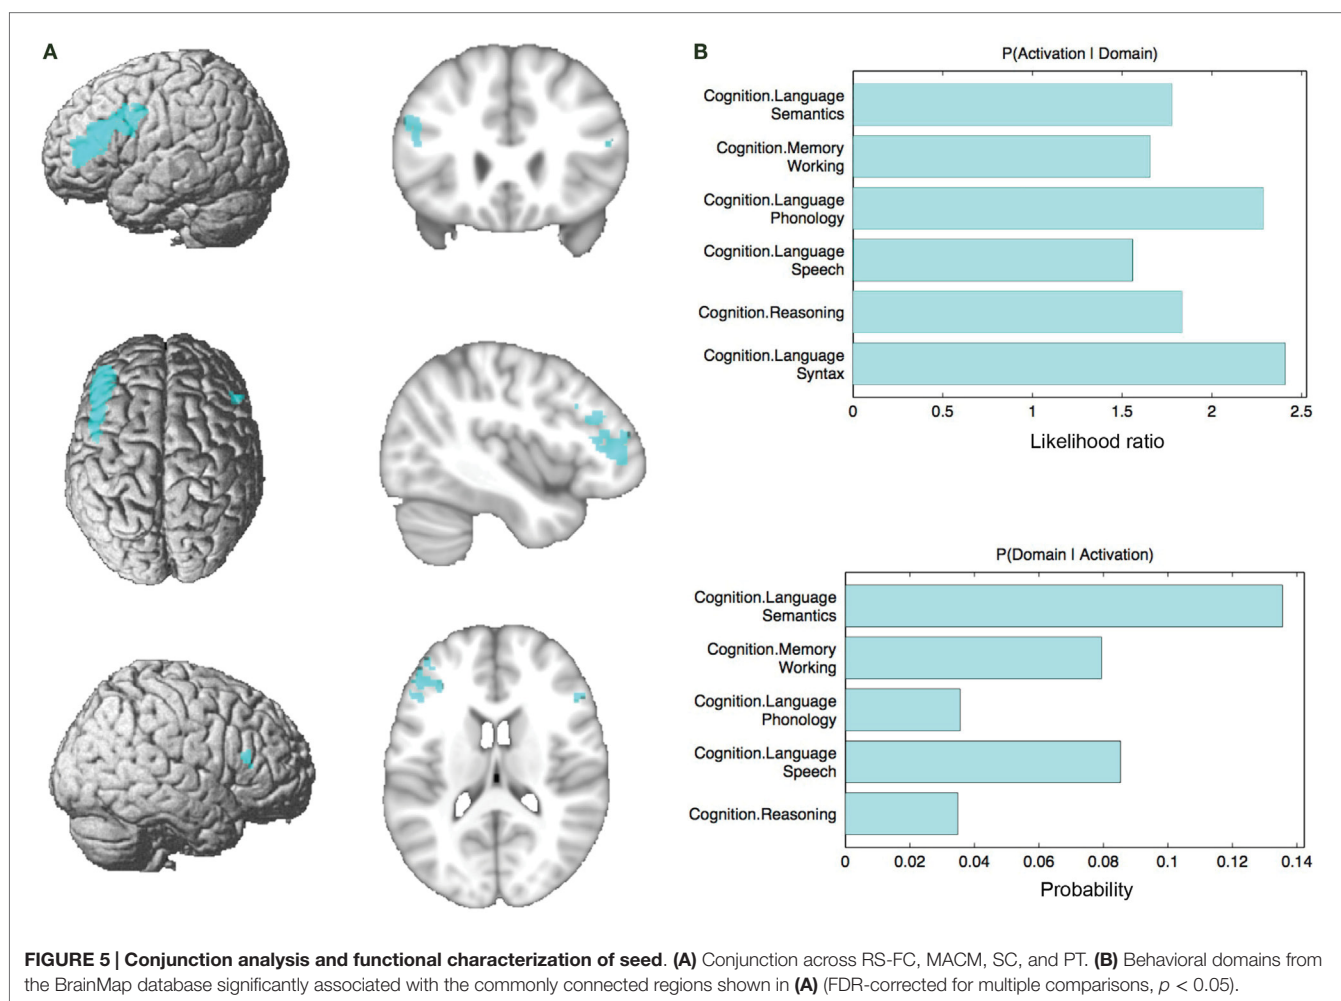 A
B
P(Activation | Domain)
Cognition.Language
Semantics
Cognition.Memory
Working
Cognition.Language
Phonology
Cognition.Language
Speech
Cognition.Reasoning
Cognition.Language
Syntax
0 0.5 1 1.5 2 2.5
Likelihood ratio
P(Domain | Activation)
Cognition.Language
Semantics
Cognition.Memory
Working
Cognition.Language
Phonology
Cognition.Language
Speech
Cognition.Reasoning
0 0.02 0.04 0.06 0.08 0.1 0.12 0.14
Probability
FIGURE 5 | Conjunction analysis and functional characterization of seed. (A) Conjunction across RS-FC, MACM, SC, and PT. (B) Behavioral domains from
the BrainMap database significantly associated with the commonly connected regions shown in (A) (FDR-corrected for multiple comparisons, p < 0.05).